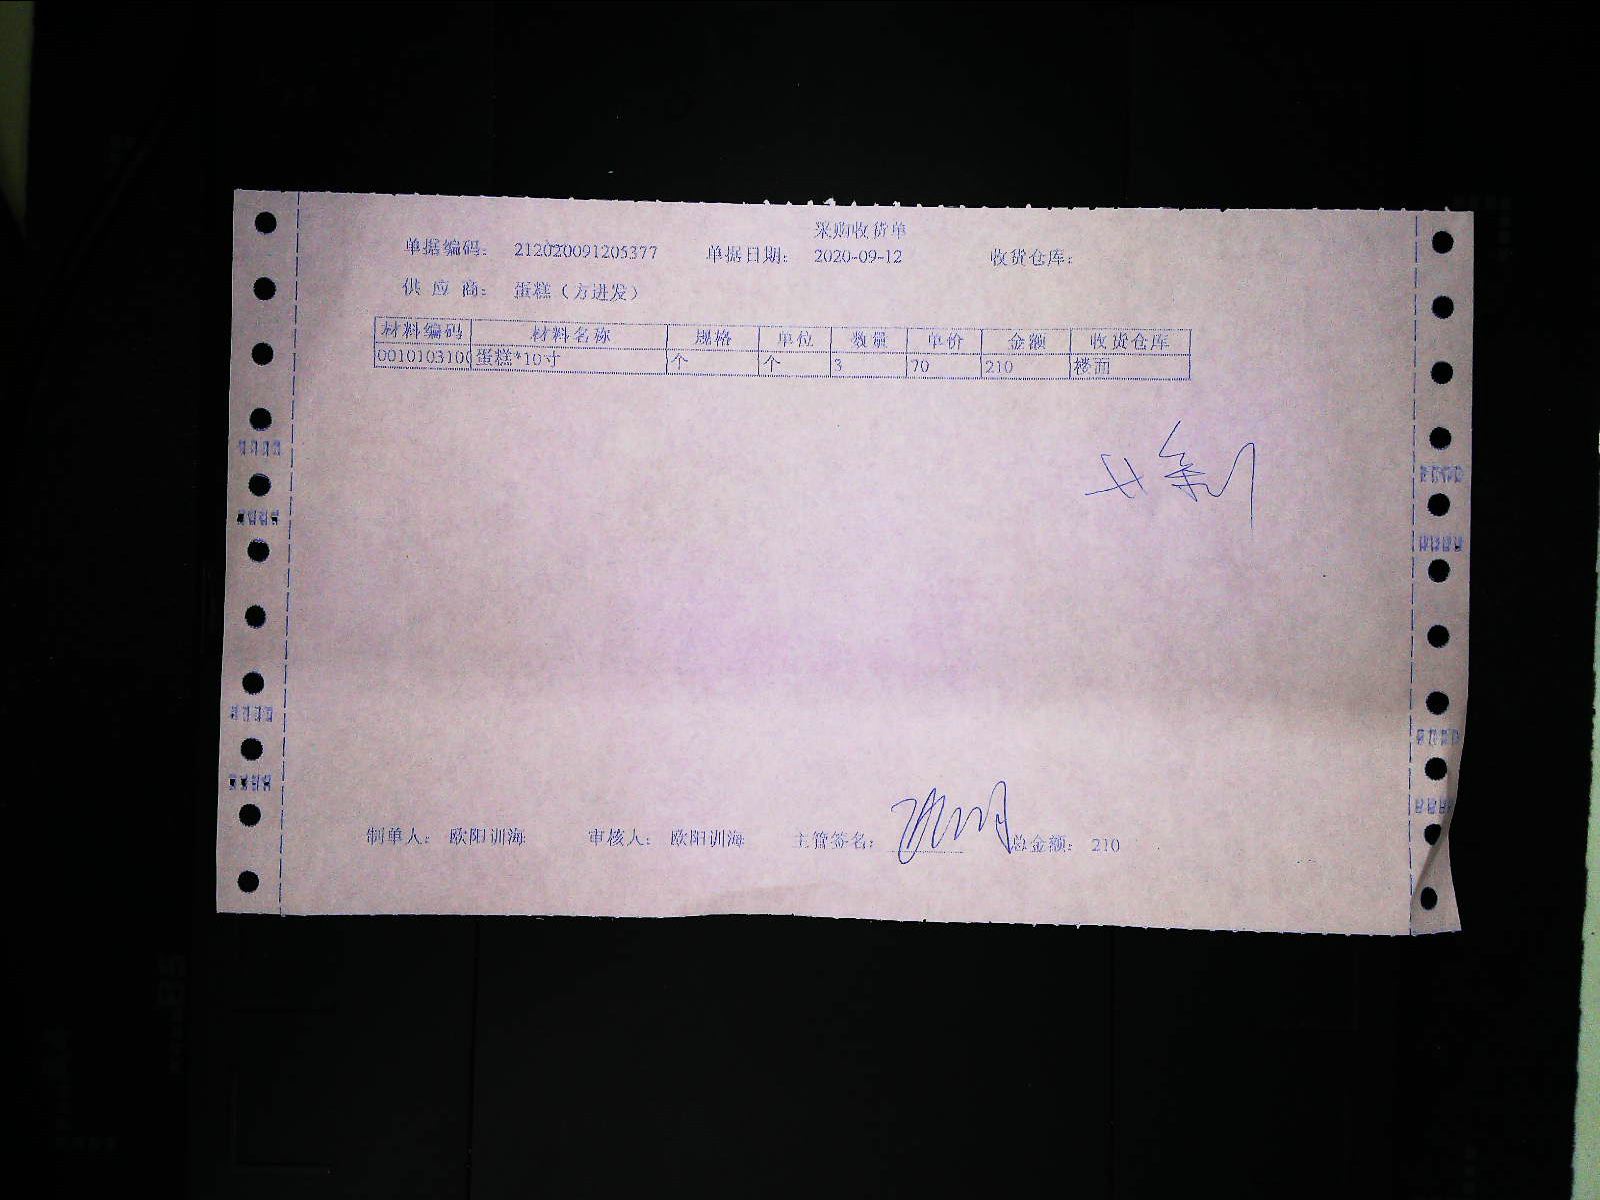 采购收货单
单据编码： 212020091205377 单据日期： 2020-09-12 收货仓库：
供 应 商： 蛋糕（方进发）
材料编码 材料名称 规格 单位 数量 单价 金额 收货仓库
0010103100 蛋糕*10寸 个 个 3 70 210 楼面
制单人： 欧阳训海 审核人： 欧阳训海 主管签名： 总金额： 210